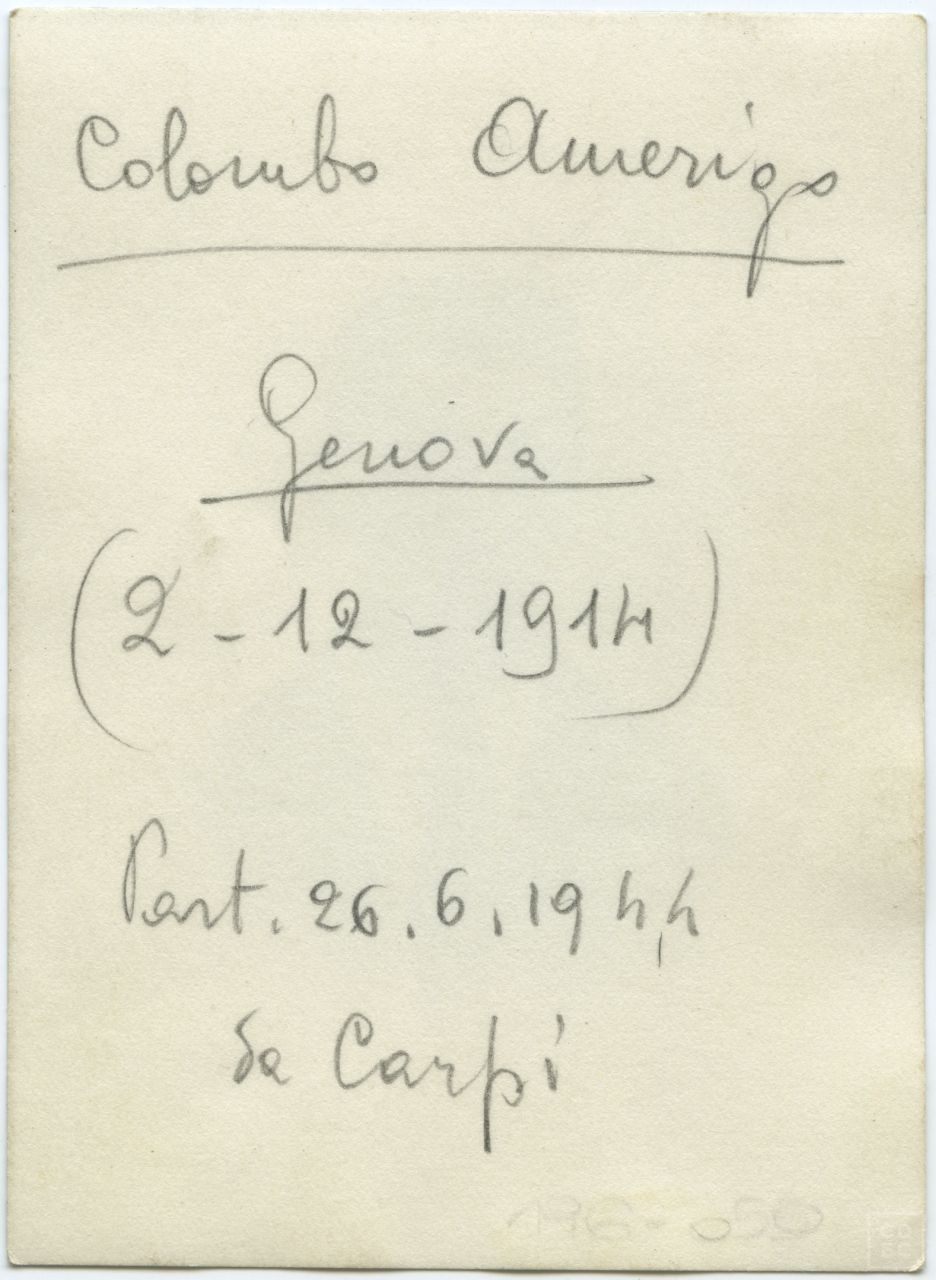 Colombo Amerigo
Genova
(2-12-1914)
Part. 26.6.1944
da Carpi